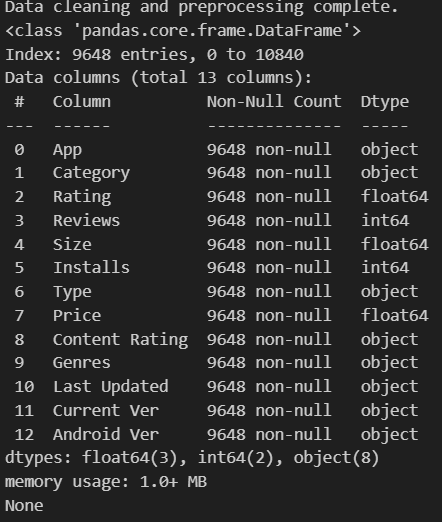 Data cleaning and preprocessing complete.
<class 'pandas.core.frame.DataFrame'>
Index: 9648 entries, 0 to 10840
Data columns (total 13 columns):
 #   Column          Non-Null Count  Dtype
---  ------          --------------  -----
 0   App             9648 non-null   object
 1   Category        9648 non-null   object
 2   Rating          9648 non-null   float64
 3   Reviews         9648 non-null   int64
 4   Size            9648 non-null   float64
 5   Installs        9648 non-null   int64
 6   Type            9648 non-null   object
 7   Price           9648 non-null   float64
 8   Content Rating  9648 non-null   object
 9   Genres          9648 non-null   object
 10  Last Updated    9648 non-null   object
 11  Current Ver     9648 non-null   object
 12  Android Ver     9648 non-null   object
dtypes: float64(3), int64(2), object(8)
memory usage: 1.0+ MB
None